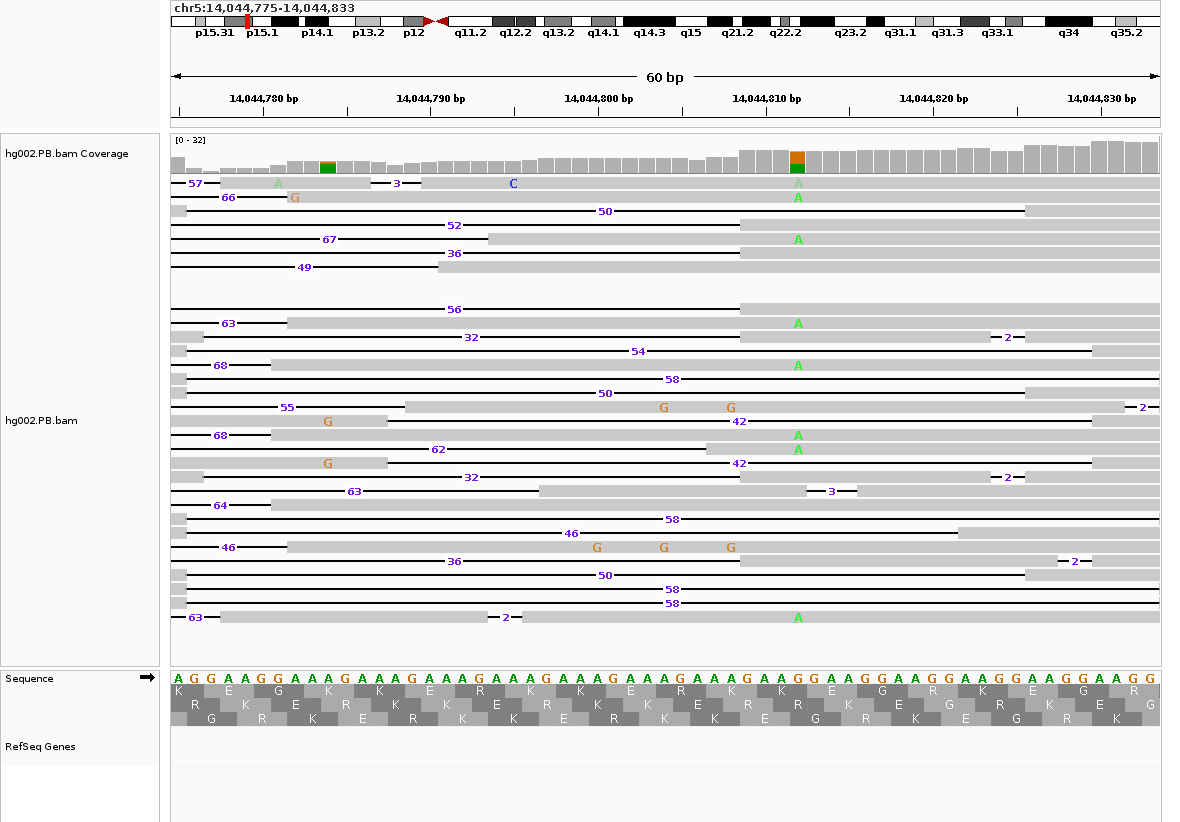 chr5:14,044,775-14,044,833
p15.31 p15.1 p14.1 p13.2 p12 q11.2 q12.2 q13.2 q14.1 q14.3 q15 q21.2 q22.2 q23.2 q31.1 q31.3 q33.1 q34 q35.2
60 bp
14,044,780 bp 14,044,790 bp 14,044,800 bp 14,044,810 bp 14,044,820 bp 14,044,830 bp
[0 - 32]
hg002.PB.bam Coverage
57 A 3 C A
66 G A
50
52
67 A
36
49
56
63 A
32 2
54
68 A
58
50
55 G G 2
hg002.PB.bam
G 42
68 A
62 A
G 42
32 2
63 3
64
58
46
46 G G G
36 2
50
58
58
63 2 A
Sequence
A G G A A G G A A A G A A A G A A A G A A A G A A A G A A A G A A A G A A G G A A G G A A G G A A G G A A G G A A G G
K E G K K E R K K E R K K E G R K G E G R
R K E R K K E R K K E R R K E G R K E G
G R K E R K K E R K K E G R K E G R K
RefSeq Genes